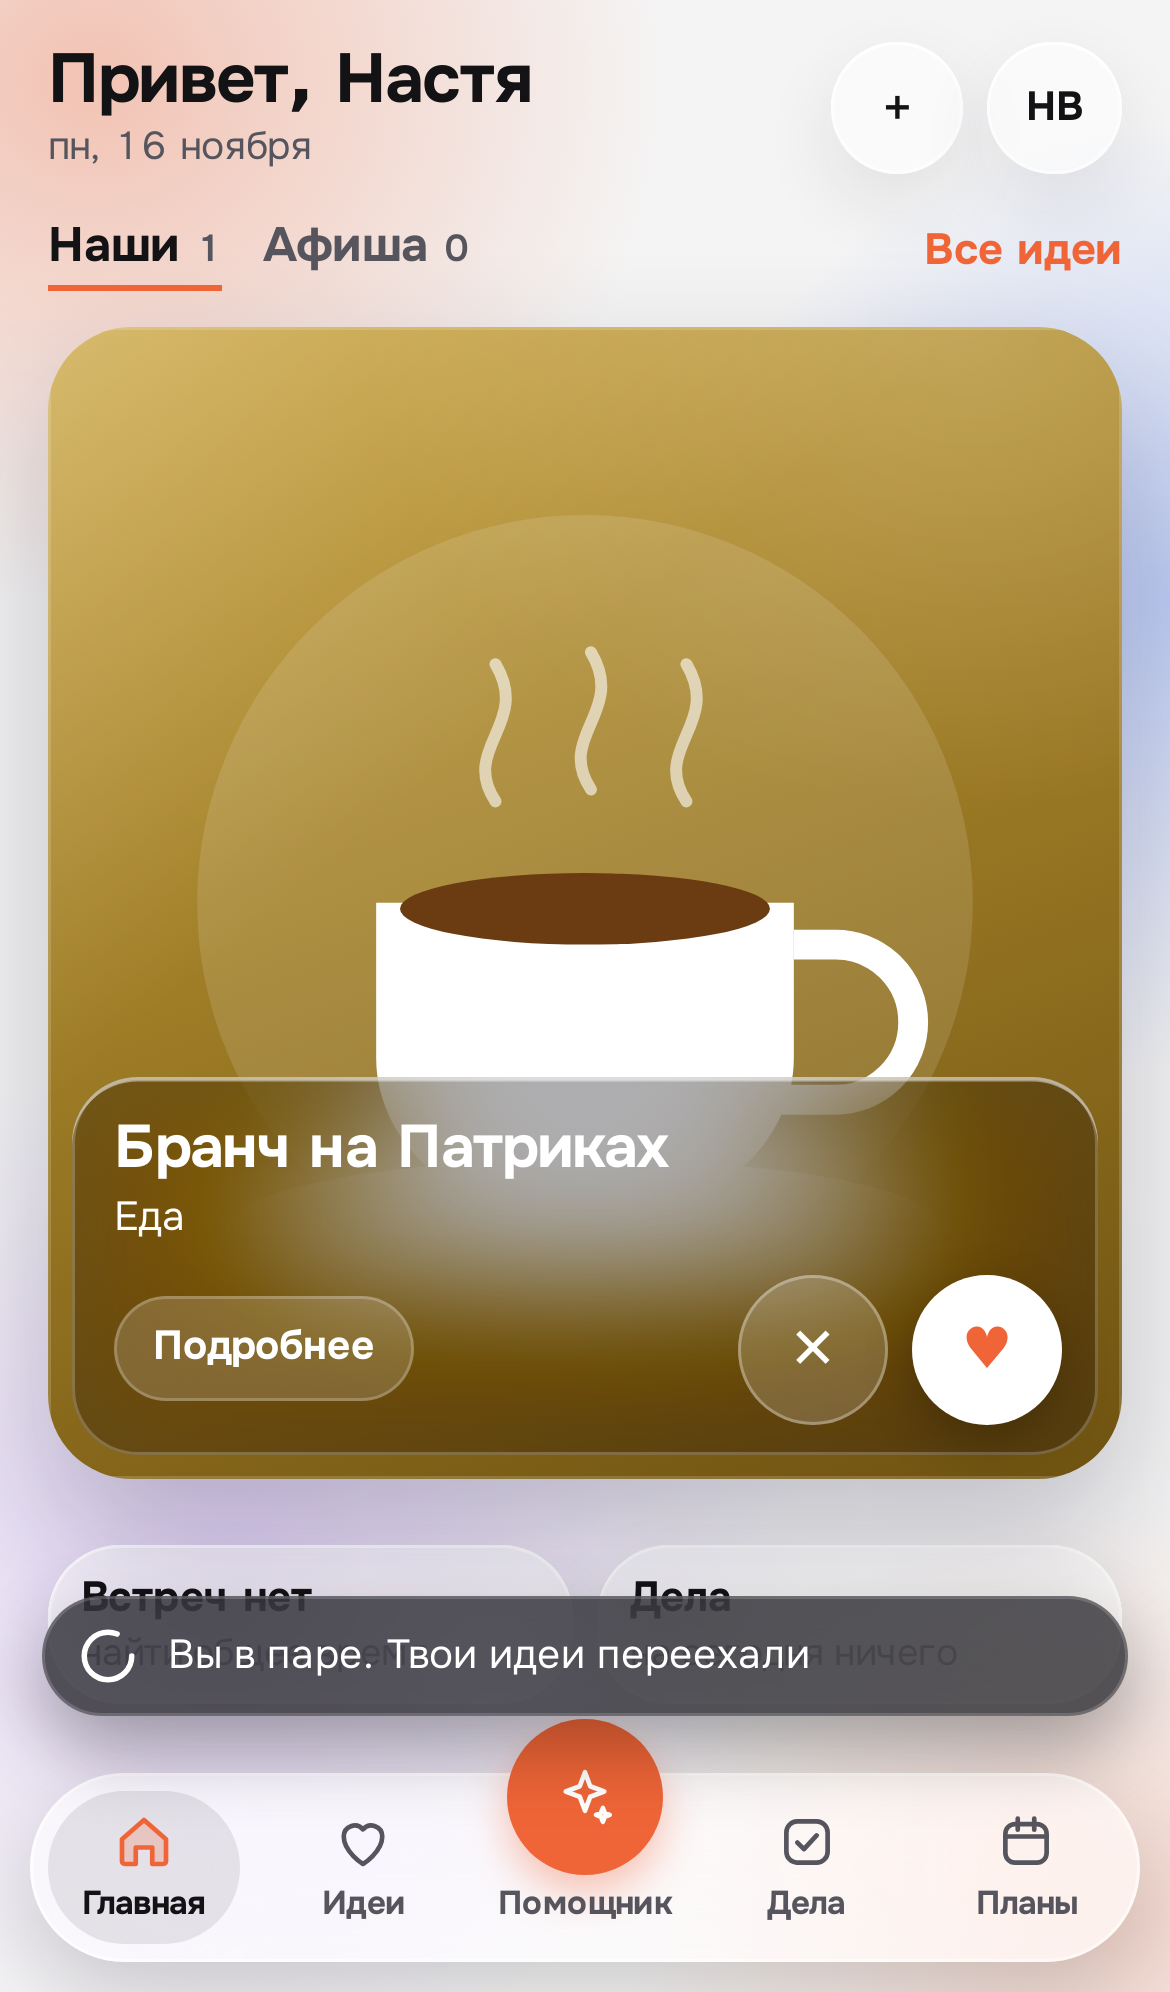 Привет, Настя
пн, 16 ноября
+
НВ
Наши 1
Афиша 0
Все идеи
Бранч на Патриках
Еда
Подробнее
Встреч нет
Дела
ничего
Вы в паре. Твои идеи переехали
Главная
Идеи
Помощник
Дела
Планы